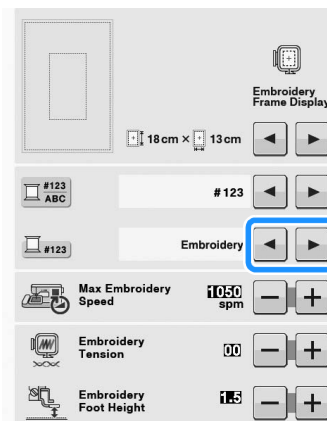 Embroidery
Frame Display
18 cm × 13 cm
#123
ABC
#123
#123
Embroidery
Max Embroidery
Speed
1050
spm
Embroidery
Tension
00
Embroidery
Foot Height
1.5